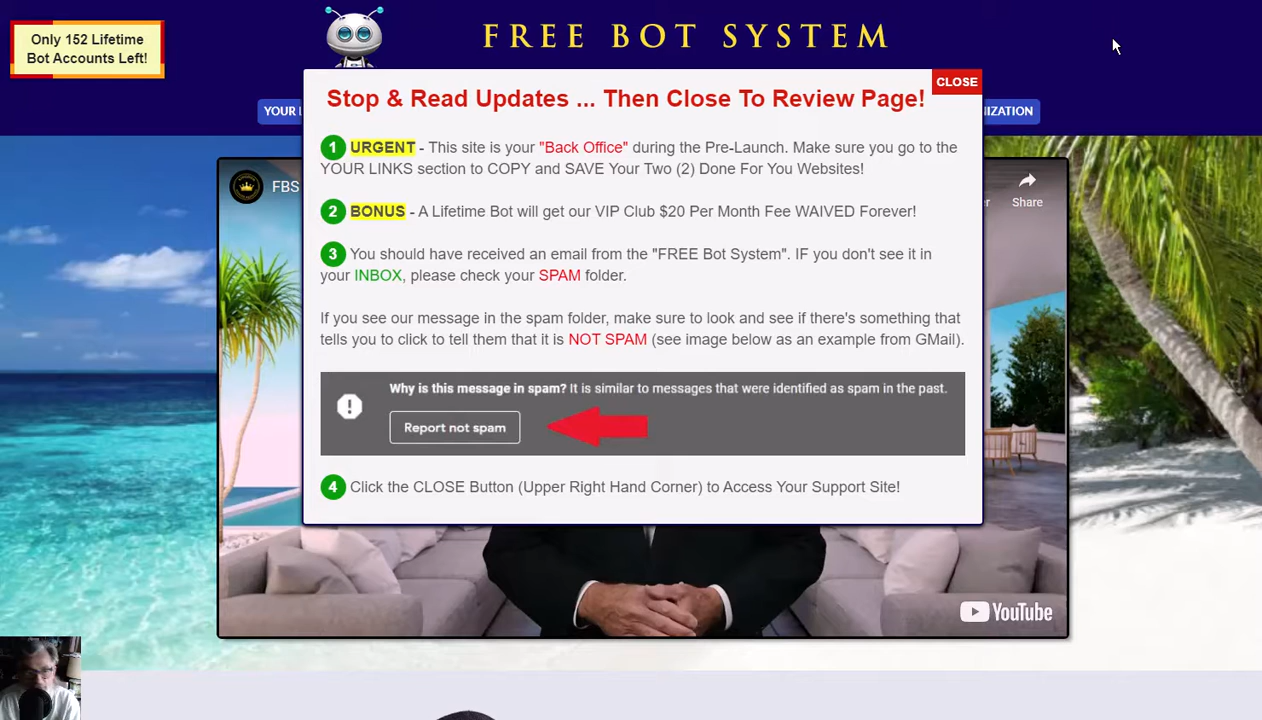 Only 152 Lifetime
Bot Accounts Left!
FREE BOT SYSTEM
CLOSE
Stop & Read Updates ... Then Close To Review Page!
YOUR
IZATION
1 URGENT - This site is your "Back Office" during the Pre-Launch. Make sure you go to the
YOUR LINKS section to COPY and SAVE Your Two (2) Done For You Websites!
FBS
Share
2 BONUS - A Lifetime Bot will get our VIP Club $20 Per Month Fee WAIVED Forever!
3 You should have received an email from the "FREE Bot System". IF you don't see it in
your INBOX, please check your SPAM folder.
If you see our message in the spam folder, make sure to look and see if there's something that
tells you to click to tell them that it is NOT SPAM (see image below as an example from GMail).
Why is this message in spam? It is similar to messages that were identified as spam in the past.
Report not spam
4 Click the CLOSE Button (Upper Right Hand Corner) to Access Your Support Site!
YouTube